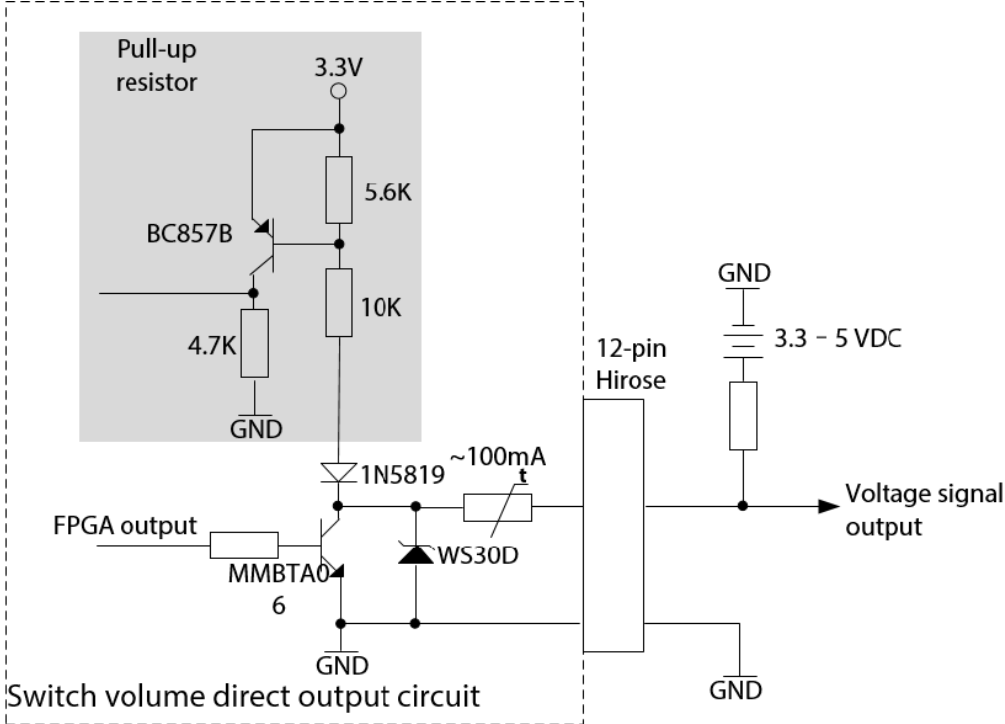 Pull-up
resistor
3.3V
5.6K
BC857B
10K
4.7K
GND
GND
3.3 - 5 VDC
12-pin
Hirose
1N5819
~100mA
t
Voltage signal
output
FPGA output
MMBTA0
6
WS30D
GND
GND
Switch volume direct output circuit